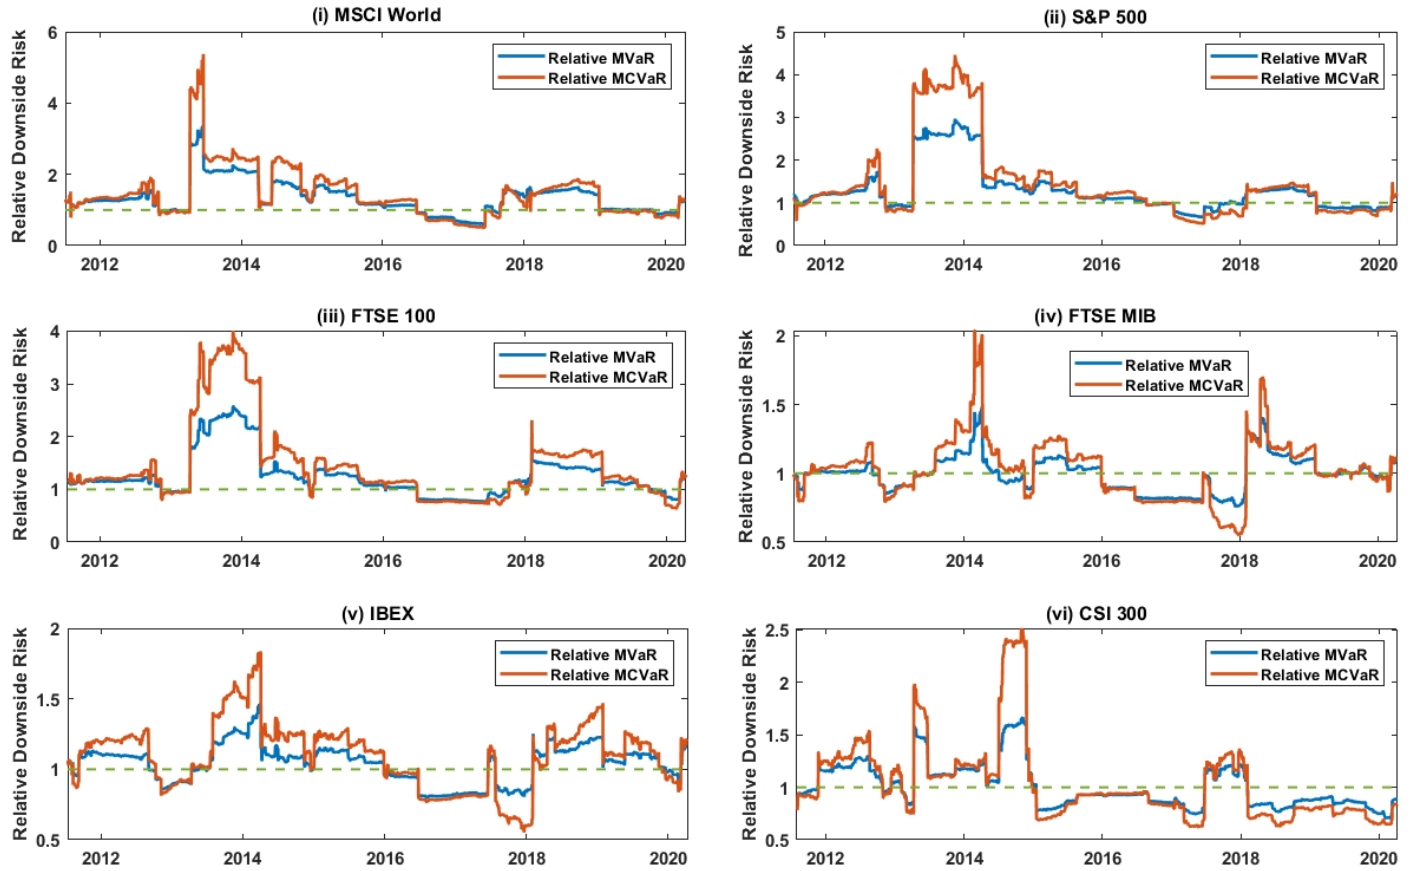 (i) MSCI World
Relative Downside Risk
6
4
2
0
Relative MVaR
Relative MCVaR
2012 2014 2016 2018 2020
(ii) S&P 500
Relative Downside Risk
5
4
3
2
1
0
Relative MVaR
Relative MCVaR
2012 2014 2016 2018 2020
(iii) FTSE 100
Relative Downside Risk
4
3
2
1
0
Relative MVaR
Relative MCVaR
2012 2014 2016 2018 2020
(iv) FTSE MIB
Relative Downside Risk
2
1.5
1
0.5
Relative MVaR
Relative MCVaR
2012 2014 2016 2018 2020
(v) IBEX
Relative Downside Risk
2
1.5
1
0.5
Relative MVaR
Relative MCVaR
2012 2014 2016 2018 2020
(vi) CSI 300
Relative Downside Risk
2.5
2
1.5
1
0.5
Relative MVaR
Relative MCVaR
2012 2014 2016 2018 2020